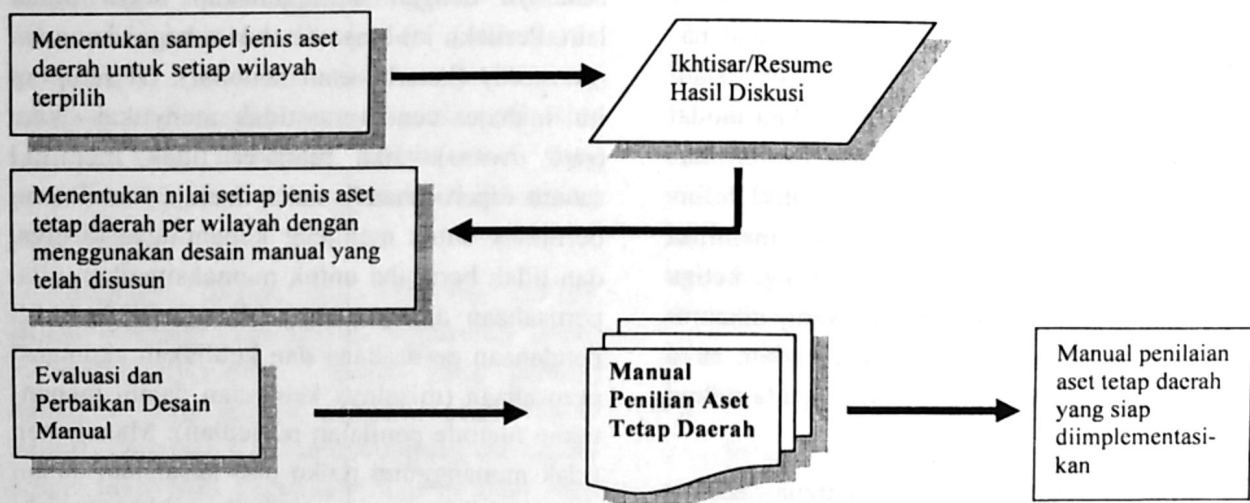 Menentukan sampel jenis aset
daerah untuk setiap wilayah
terpilih
Ikhtisar/Resume
Hasil Diskusi
Menentukan nilai setiap jenis aset
tetap daerah per wilayah dengan
menggunakan desain manual yang
telah disusun
Evaluasi dan
Perbaikan Desain
Manual
Manual
Penilian Aset
Tetap Daerah
Manual penilaian
aset tetap daerah
yang siap
diimplementasi-
kan